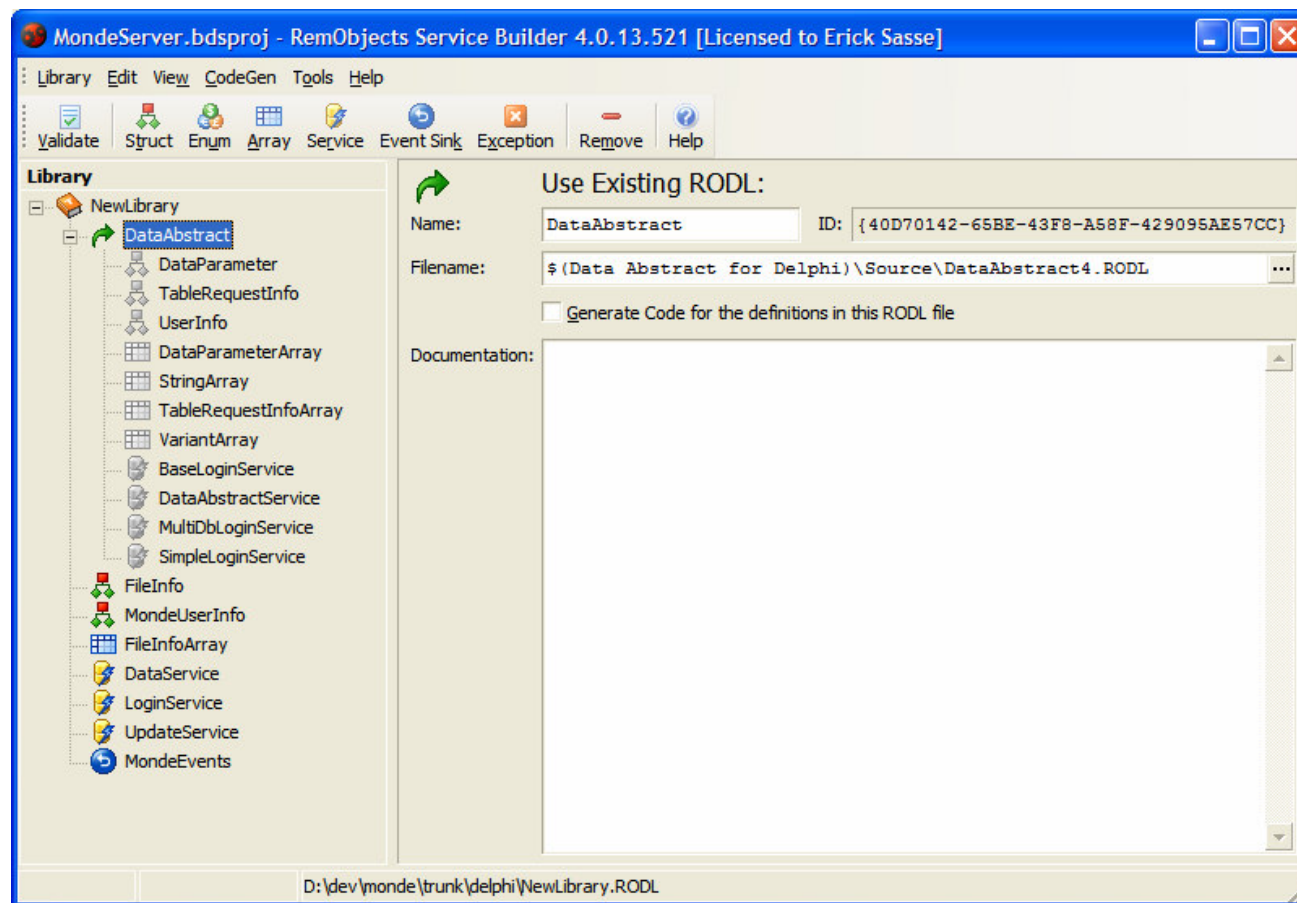 MondeServer.bdsproj - RemObjects Service Builder 4.0.13.521 [Licensed to Erick Sasse]
Library Edit View CodeGen Tools Help
Validate Struct Enum Array Service Event Sink Exception Remove Help
Library
NewLibrary
DataAbstract
DataParameter
TableRequestInfo
UserInfo
DataParameterArray
StringArray
TableRequestInfoArray
VariantArray
BaseLoginService
DataAbstractService
MultiDbLoginService
SimpleLoginService
FileInfo
MondeUserInfo
FileInfoArray
DataService
LoginService
UpdateService
MondeEvents
Use Existing RODL:
Name: DataAbstract ID: {40D70142-65BE-43F8-A58F-429095AE57CC}
Filename: $(Data Abstract for Delphi)\Source\DataAbstract4.RODL ...
Generate Code for the definitions in this RODL file
Documentation:
D:\dev\monde\trunk\delphi\NewLibrary.RODL